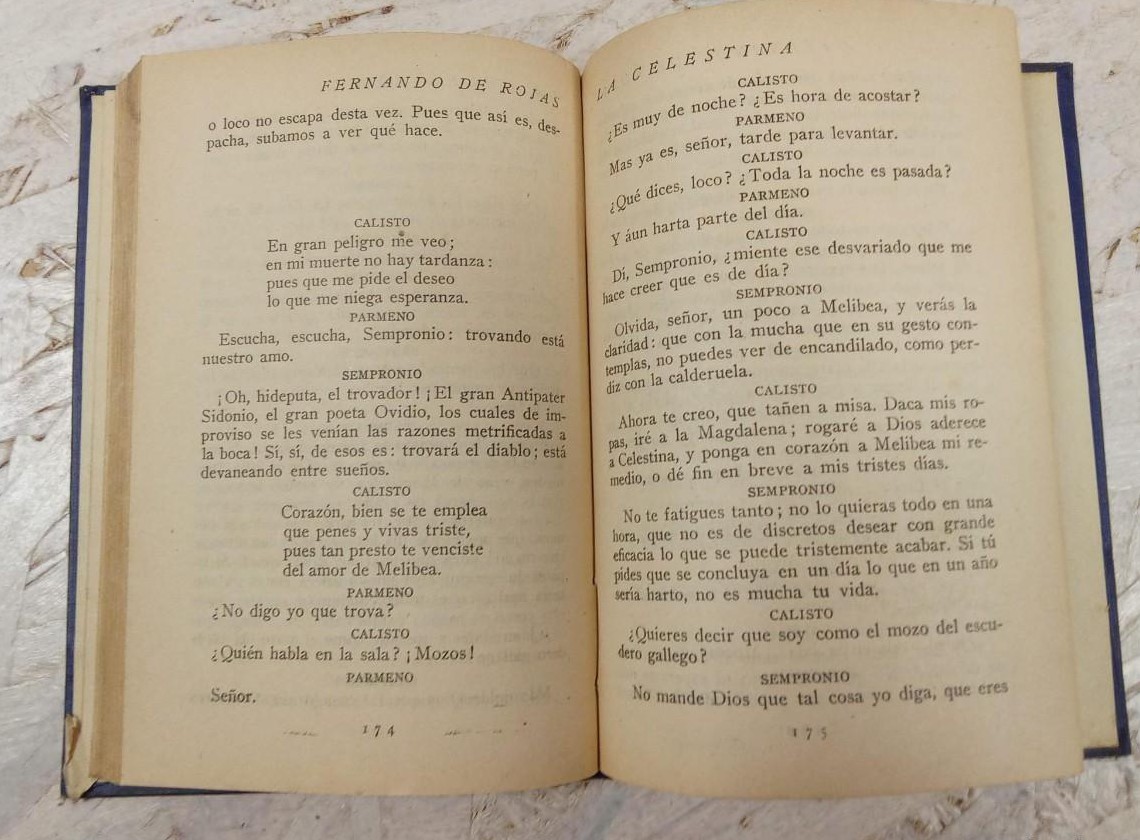 FERNANDO DE ROJAS
o loco no escapa desta vez. Pues que así es, des-
pacha, subamos a ver qué hace.
CALISTO
En gran peligro me veo;
en mi muerte no hay tardanza:
pues que me pide el deseo
lo que me niega esperanza.
PARMENO
Escucha, escucha, Sempronio: trovando está
nuestro amo.
SEMPRONIO
¡Oh, hideputa, el trovador! ¡El gran Antipater
Sidonio, el gran poeta Ovidio, los cuales de im-
proviso se les venían las razones metrificadas a
la boca! Sí, sí, de esos es: trovará el diablo; está
devaneando entre sueños.
CALISTO
Corazón, bien se te emplea
que penes y vivas triste,
pues tan presto te venciste
del amor de Melibea.
PARMENO
¿No digo yo que trova?
CALISTO
¿Quién habla en la sala? ¡Mozos!
PARMENO
Señor.
174
LA CELESTINA
CALISTO
¿Es muy de noche? ¿Es hora de acostar?
PARMENO
Mas ya es, señor, tarde para levantar.
CALISTO
¿Qué dices, loco? ¿Toda la noche es pasada?
PARMENO
Y áun harta parte del día.
CALISTO
Dí, Sempronio, ¿miente ese desvariado que me
hace creer que es de día?
SEMPRONIO
Olvida, señor, un poco a Melibea, y verás la
claridad: que con la mucha que en su gesto con-
templas, no puedes ver de encandilado, como per-
diz con la calderuela.
CALISTO
Ahora te creo, que tañen a misa. Daca mis ro-
pas, iré a la Magdalena; rogaré a Dios aderece
a Celestina, y ponga en corazón a Melibea mi re-
medio, o dé fin en breve a mis tristes días.
SEMPRONIO
No te fatigues tanto; no lo quieras todo en una
hora, que no es de discretos desear con grande
eficacia lo que se puede tristemente acabar. Si tú
pides que se concluya en un día lo que en un año
sería harto, no es mucha tu vida.
CALISTO
¿Quieres decir que soy como el mozo del escu-
dero gallego?
SEMPRONIO
No mande Dios que tal cosa yo diga, que eres
175